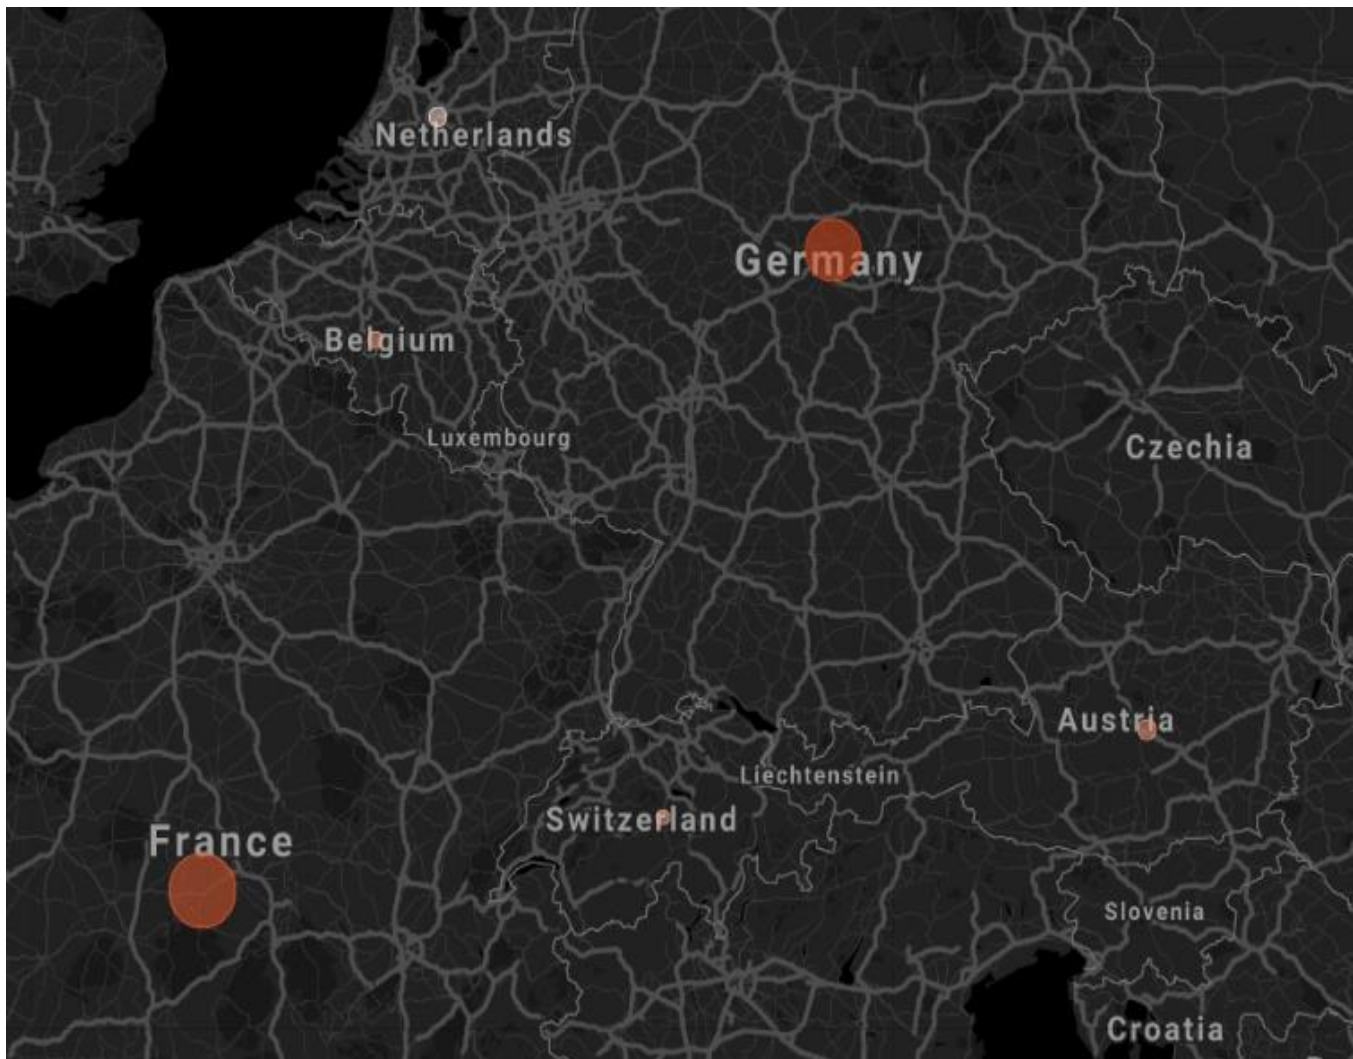 Netherlands
Germany
Belgium
Luxembourg
Czechia
Austria
Liechtenstein
Switzerland
France
Slovenia
Croatia